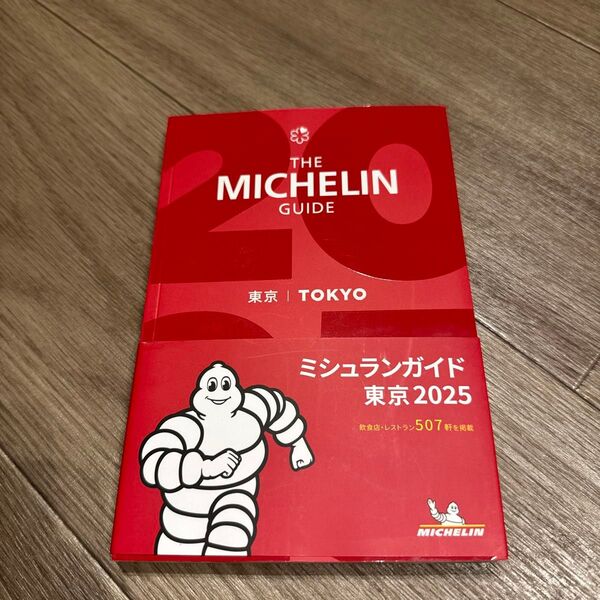 20
THE
MICHELIN
GUIDE
東京 | TOKYO
ミシュランガイド
東京2025
飲食店・レストラン507軒を掲載
MICHELIN